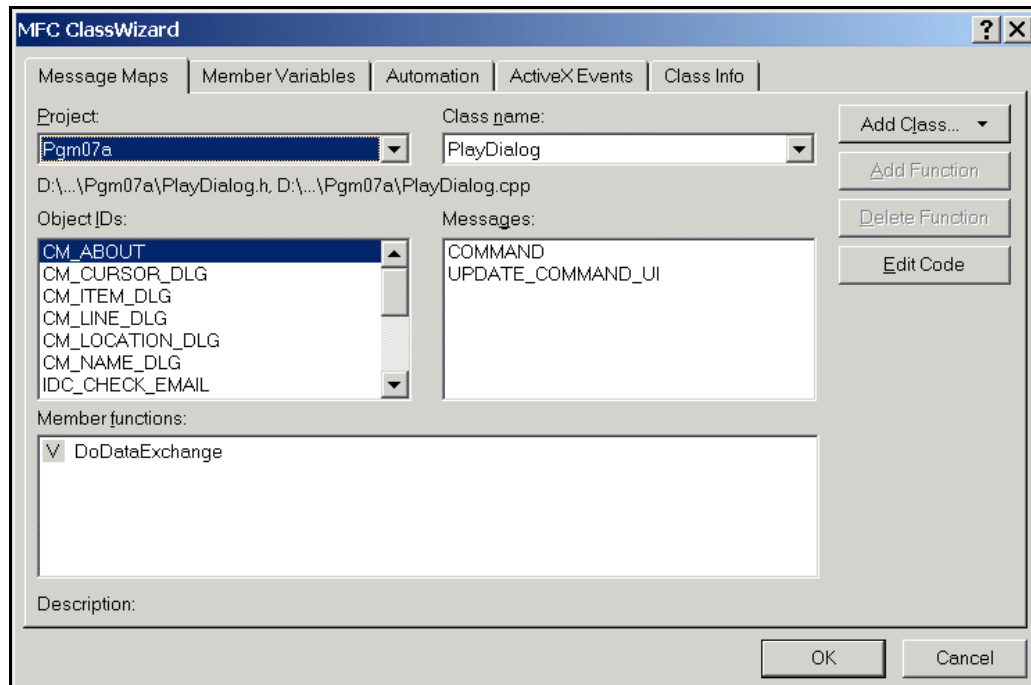 MFC ClassWizard
Message Maps Member Variables Automation ActiveX Events Class Info
Project: Class name:
Pgm07a PlayDialog
D:\...\Pgm07a\PlayDialog.h, D:\...\Pgm07a\PlayDialog.cpp
Add Class...
Add Function
Delete Function
Edit Code
Object IDs: Messages:
CM_ABOUT COMMAND
CM_CURSOR_DLG UPDATE_COMMAND_UI
CM_ITEM_DLG
CM_LINE_DLG
CM_LOCATION_DLG
CM_NAME_DLG
IDC_CHECK_EMAIL
Member functions:
V DoDataExchange
Description:
OK Cancel